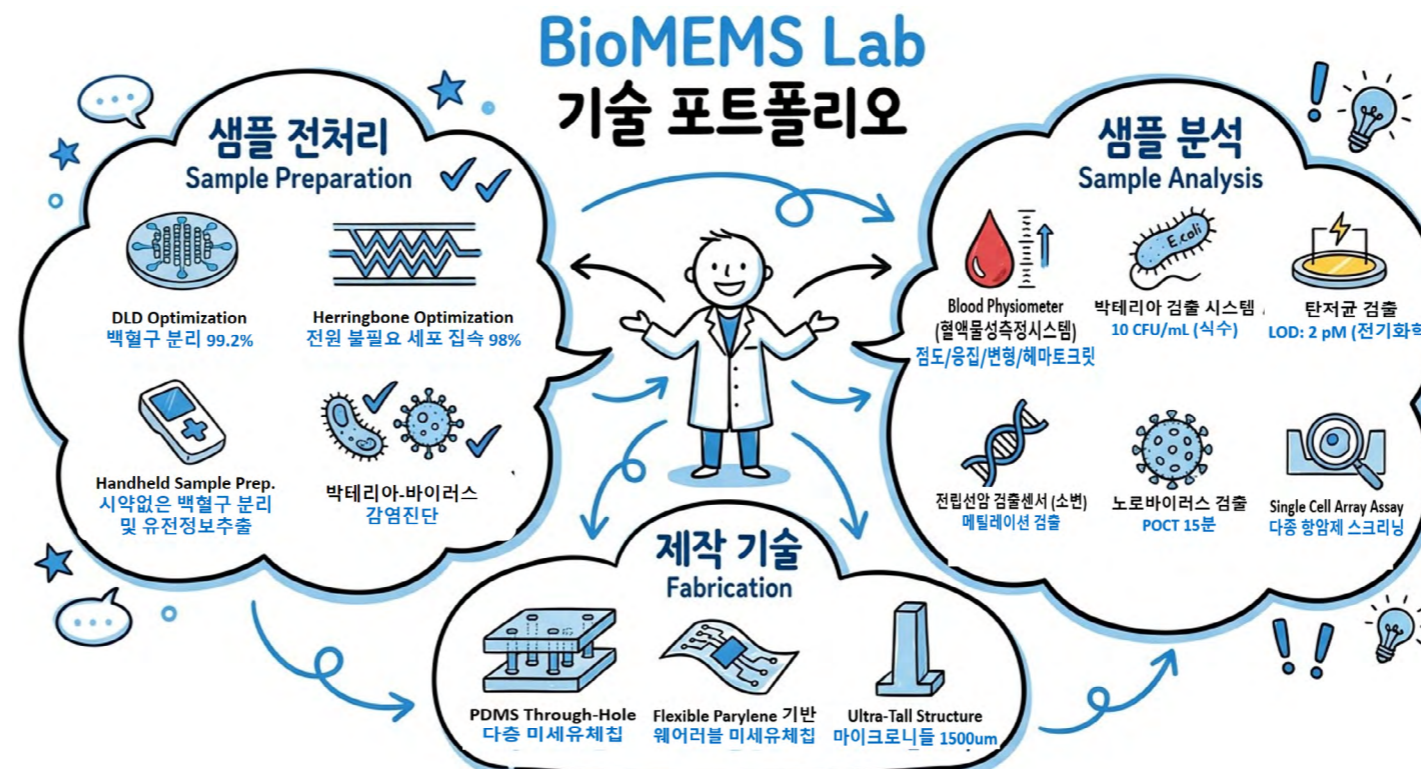 BioMEMS Lab
기술 포트폴리오
샘플 전처리
Sample Preparation
DLD Optimization
백혈구 분리 99.2%
Herringbone Optimization
전원 불필요 세포 집속 98%
Handheld Sample Prep.
시약없은 백혈구 분리
및 유전정보추출
박테리아-바이러스
감염진단
샘플 분석
Sample Analysis
Blood Physiometer
(혈액물성측정시스템)
점도/응집/변형/헤마토크릿
E.coli
박테리아 검출 시스템
10 CFU/mL (식수)
탄저균 검출
LOD: 2 pM (전기화학
전립선암 검출센서 (소변)
메틸레이션 검출
노로바이러스 검출
POCT 15분
Single Cell Array Assay
다종 항암제 스크리닝
제작 기술
Fabrication
PDMS Through-Hole
다층 미세유체칩
Flexible Parylene 기반
웨어러블 미세유체칩
Ultra-Tall Structure
마이크로니들 1500um